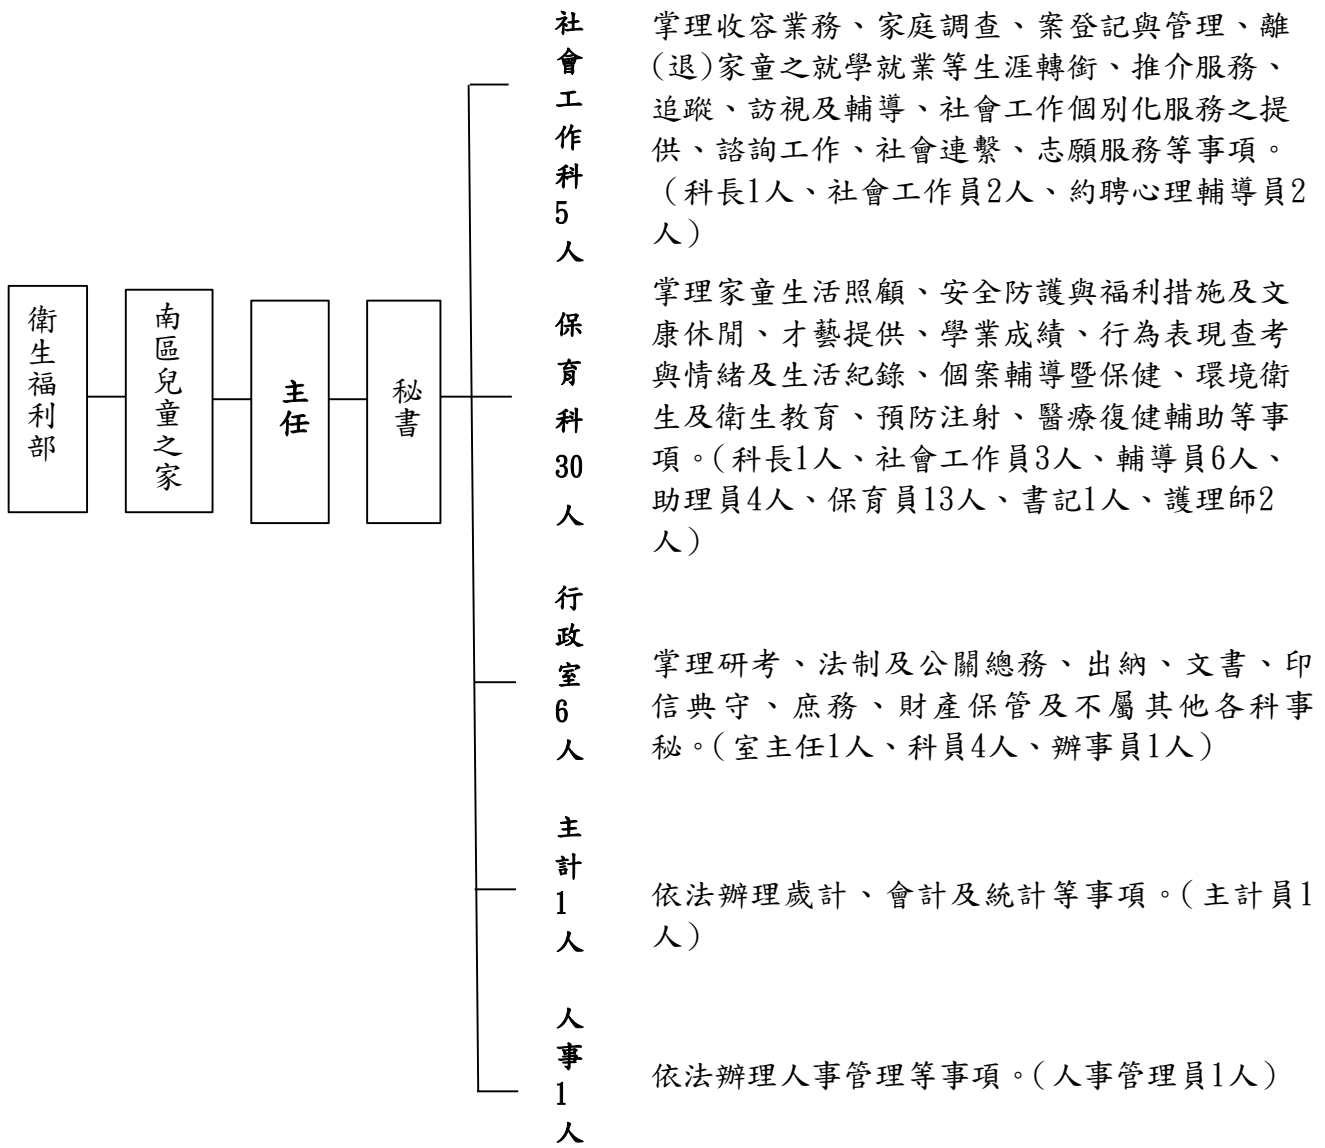 衛生福利部
南區兒童之家
主任
秘書
社會工作科5人
掌理收容業務、家庭調查、案登記與管理、離
(退)家童之就學就業等生涯轉銜、推介服務、
追蹤、訪視及輔導、社會工作個別化服務之提
供、諮詢工作、社會連繫、志願服務等事項。
（科長1人、社會工作員2人、約聘心理輔導員2
人）
保育科30人
掌理家童生活照顧、安全防護與福利措施及文
康休閒、才藝提供、學業成績、行為表現查考
與情緒及生活紀錄、個案輔導暨保健、環境衛
生及衛生教育、預防注射、醫療復健輔助等事
項。(科長1人、社會工作員3人、輔導員6人、
助理員4人、保育員13人、書記1人、護理師2
人）
行政室6人
掌理研考、法制及公關總務、出納、文書、印
信典守、庶務、財產保管及不屬其他各科事
秘。(室主任1人、科員4人、辦事員1人）
主計1人
依法辦理歲計、會計及統計等事項。(主計員1
人）
人事1人
依法辦理人事管理等事項。(人事管理員1人）